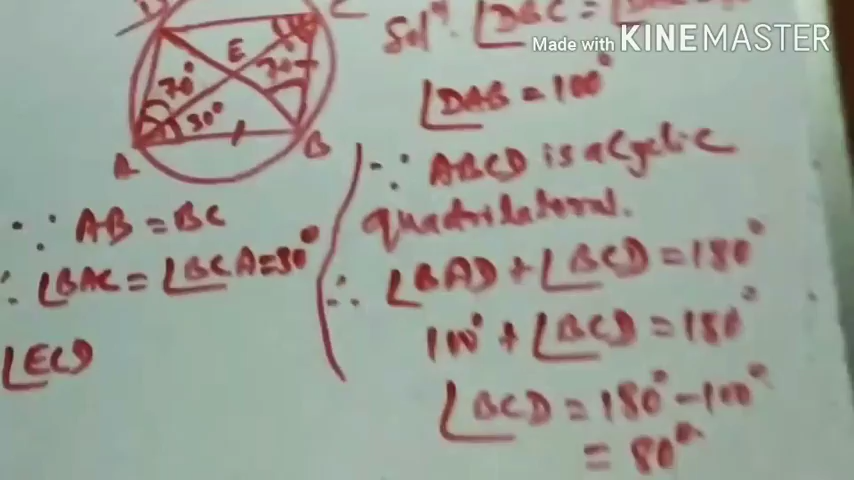 C
E
70°
70°
30°
A
B
∵ AB = BC
∴ ∠BAC = ∠BCA = 30°
∠ECD
Solⁿ. ∠DBC =
Made with KINEMASTER
∠DAB = 100°
∵ ABCD is a cyclic
quadrilateral.
∴ ∠BAD + ∠BCD = 180°
100° + ∠BCD = 180°
∠BCD = 180° - 100°
= 80°